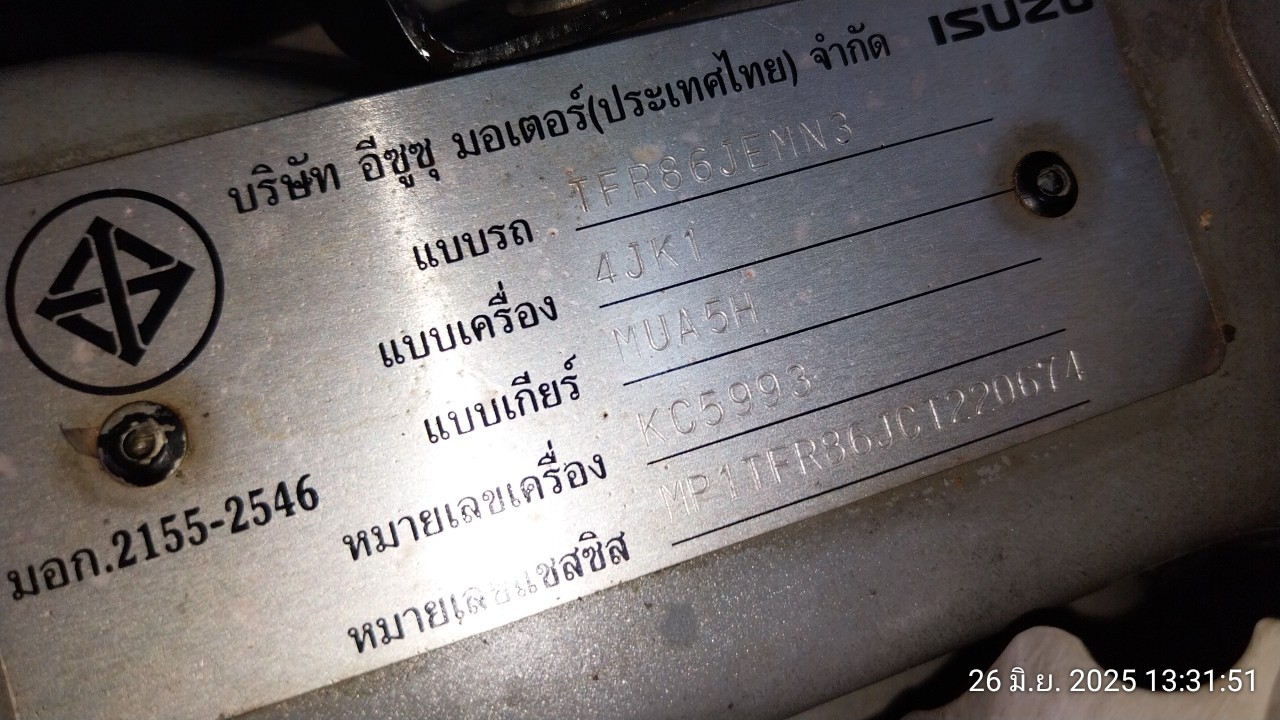 ISUZU
บริษัท อีซูซุ มอเตอร์(ประเทศไทย) จำกัด
แบบรถ TFR86JEMN3
แบบเครื่อง 4JK1
แบบเกียร์ MUA5H
หมายเลขเครื่อง KC5993
หมายเลขแชสซิส MP1TFR86JCT220674
มอก.2155-2546
26 มิ.ย. 2025 13:31:51